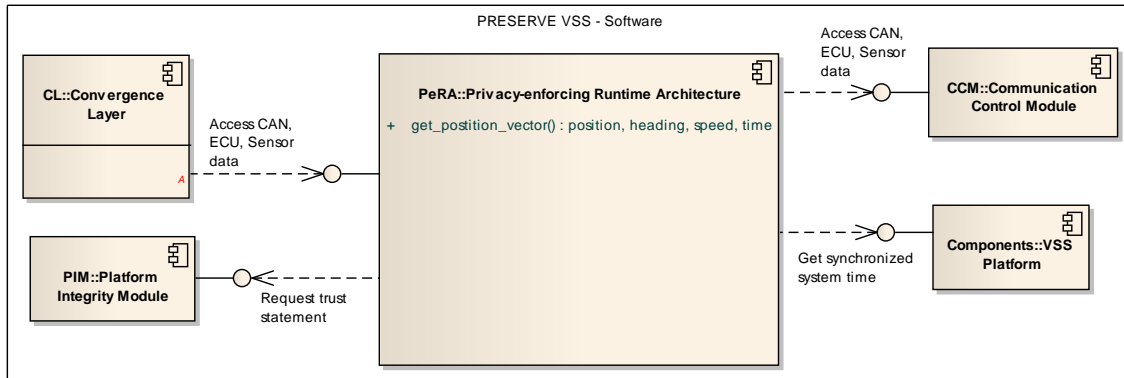 PRESERVE VSS - Software
CL::Convergence
Layer
A
Access CAN,
ECU, Sensor
data
PIM::Platform
Integrity Module
Request trust
statement
PeRA::Privacy-enforcing Runtime Architecture
+ get_postition_vector() : position, heading, speed, time
Access CAN,
ECU, Sensor
data
CCM::Communication
Control Module
Get synchronized
system time
Components::VSS
Platform